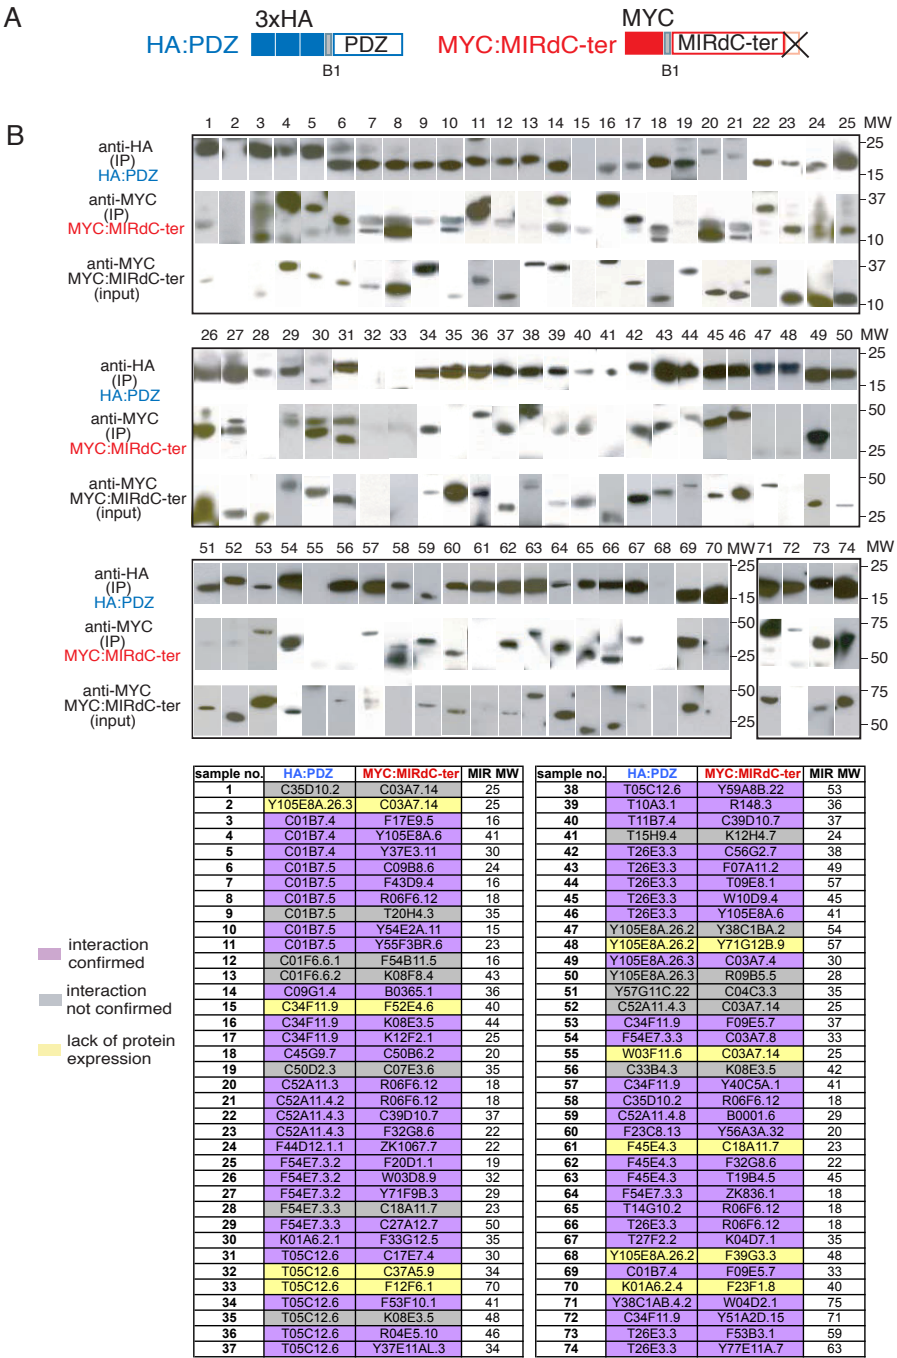 A
3xHA
MYC
HA:PDZ
PDZ
MYC:MIRdC-ter
MIRdC-ter
B1
B1
B
1 2 3 4 5 6 7 8 9 10 11 12 13 14 15 16 17 18 19 20 21 22 23 24 25 MW
anti-HA
(IP)
HA:PDZ
25
15
anti-MYC
(IP)
MYC:MIRdC-ter
37
10
anti-MYC
MYC:MIRdC-ter
(input)
37
10
26 27 28 29 30 31 32 33 34 35 36 37 38 39 40 41 42 43 44 45 46 47 48 49 50 MW
anti-HA
(IP)
HA:PDZ
25
15
anti-MYC
(IP)
MYC:MIRdC-ter
50
25
anti-MYC
MYC:MIRdC-ter
(input)
50
25
51 52 53 54 55 56 57 58 59 60 61 62 63 64 65 66 67 68 69 70 MW 71 72 73 74 MW
anti-HA
(IP)
HA:PDZ
25
15
25
15
anti-MYC
(IP)
MYC:MIRdC-ter
50
25
75
50
anti-MYC
MYC:MIRdC-ter
(input)
50
25
75
50
interaction
confirmed
interaction
not confirmed
lack of protein
expression
sample no. HA:PDZ MYC:MIRdC-ter MIR MW
1 C35D10.2 C03A7.14 25
2 Y105E8A.26.3 C03A7.14 25
3 C01B7.4 F17E9.5 16
4 C01B7.4 Y105E8A.6 41
5 C01B7.4 Y37E3.11 30
6 C01B7.5 C09B8.6 24
7 C01B7.5 F43D9.4 16
8 C01B7.5 R06F6.12 18
9 C01B7.5 T20H4.3 35
10 C01B7.5 Y54E2A.11 15
11 C01B7.5 Y55F3BR.6 23
12 C01F6.6.1 F54B11.5 16
13 C01F6.6.2 K08F8.4 43
14 C09G1.4 B0365.1 36
15 C34F11.9 F52E4.6 40
16 C34F11.9 K08E3.5 44
17 C34F11.9 K12F2.1 25
18 C45G9.7 C50B6.2 20
19 C50D2.3 C07E3.6 35
20 C52A11.3 R06F6.12 18
21 C52A11.4.2 R06F6.12 18
22 C52A11.4.3 C39D10.7 37
23 C52A11.4.3 F32G8.6 22
24 F44D12.1.1 ZK1067.7 22
25 F54E7.3.2 F20D1.1 19
26 F54E7.3.2 W03D8.9 32
27 F54E7.3.2 Y71F9B.3 29
28 F54E7.3.3 C18A11.7 23
29 F54E7.3.3 C27A12.7 50
30 K01A6.2.1 F33G12.5 35
31 T05C12.6 C17E7.4 30
32 T05C12.6 C37A5.9 34
33 T05C12.6 F12F6.1 70
34 T05C12.6 F53F10.1 41
35 T05C12.6 K08E3.5 48
36 T05C12.6 R04E5.10 46
37 T05C12.6 Y37E11AL.3 34
sample no. HA:PDZ MYC:MIRdC-ter MIR MW
38 T05C12.6 Y59A8B.22 53
39 T10A3.1 R148.3 36
40 T11B7.4 C39D10.7 37
41 T15H9.4 K12H4.7 24
42 T26E3.3 C56G2.7 38
43 T26E3.3 F07A11.2 49
44 T26E3.3 T09E8.1 57
45 T26E3.3 W10D9.4 45
46 T26E3.3 Y105E8A.6 41
47 Y105E8A.26.2 Y38C1BA.2 54
48 Y105E8A.26.2 Y71G12B.9 57
49 Y105E8A.26.3 C03A7.4 30
50 Y105E8A.26.3 R09B5.5 28
51 Y57G11C.22 C04C3.3 35
52 C52A11.4.3 C03A7.14 25
53 C34F11.9 F09E5.7 37
54 F54E7.3.3 C03A7.8 33
55 W03F11.6 C03A7.14 25
56 C33B4.3 K08E3.5 42
57 C34F11.9 Y40C5A.1 41
58 C35D10.2 R06F6.12 18
59 C52A11.4.8 B0001.6 29
60 F23C8.13 Y56A3A.32 20
61 F45E4.3 C18A11.7 23
62 F45E4.3 F32G8.6 22
63 F45E4.3 T19B4.5 45
64 F54E7.3.3 ZK836.1 18
65 T14G10.2 R06F6.12 18
66 T26E3.3 R06F6.12 18
67 T27F2.2 K04D7.1 35
68 Y105E8A.26.2 F39G3.3 48
69 C01B7.4 F09E5.7 33
70 K01A6.2.4 F23F1.8 40
71 Y38C1AB.4.2 W04D2.1 75
72 C34F11.9 Y51A2D.15 71
73 T26E3.3 F53B3.1 59
74 T26E3.3 Y77E11A.7 63